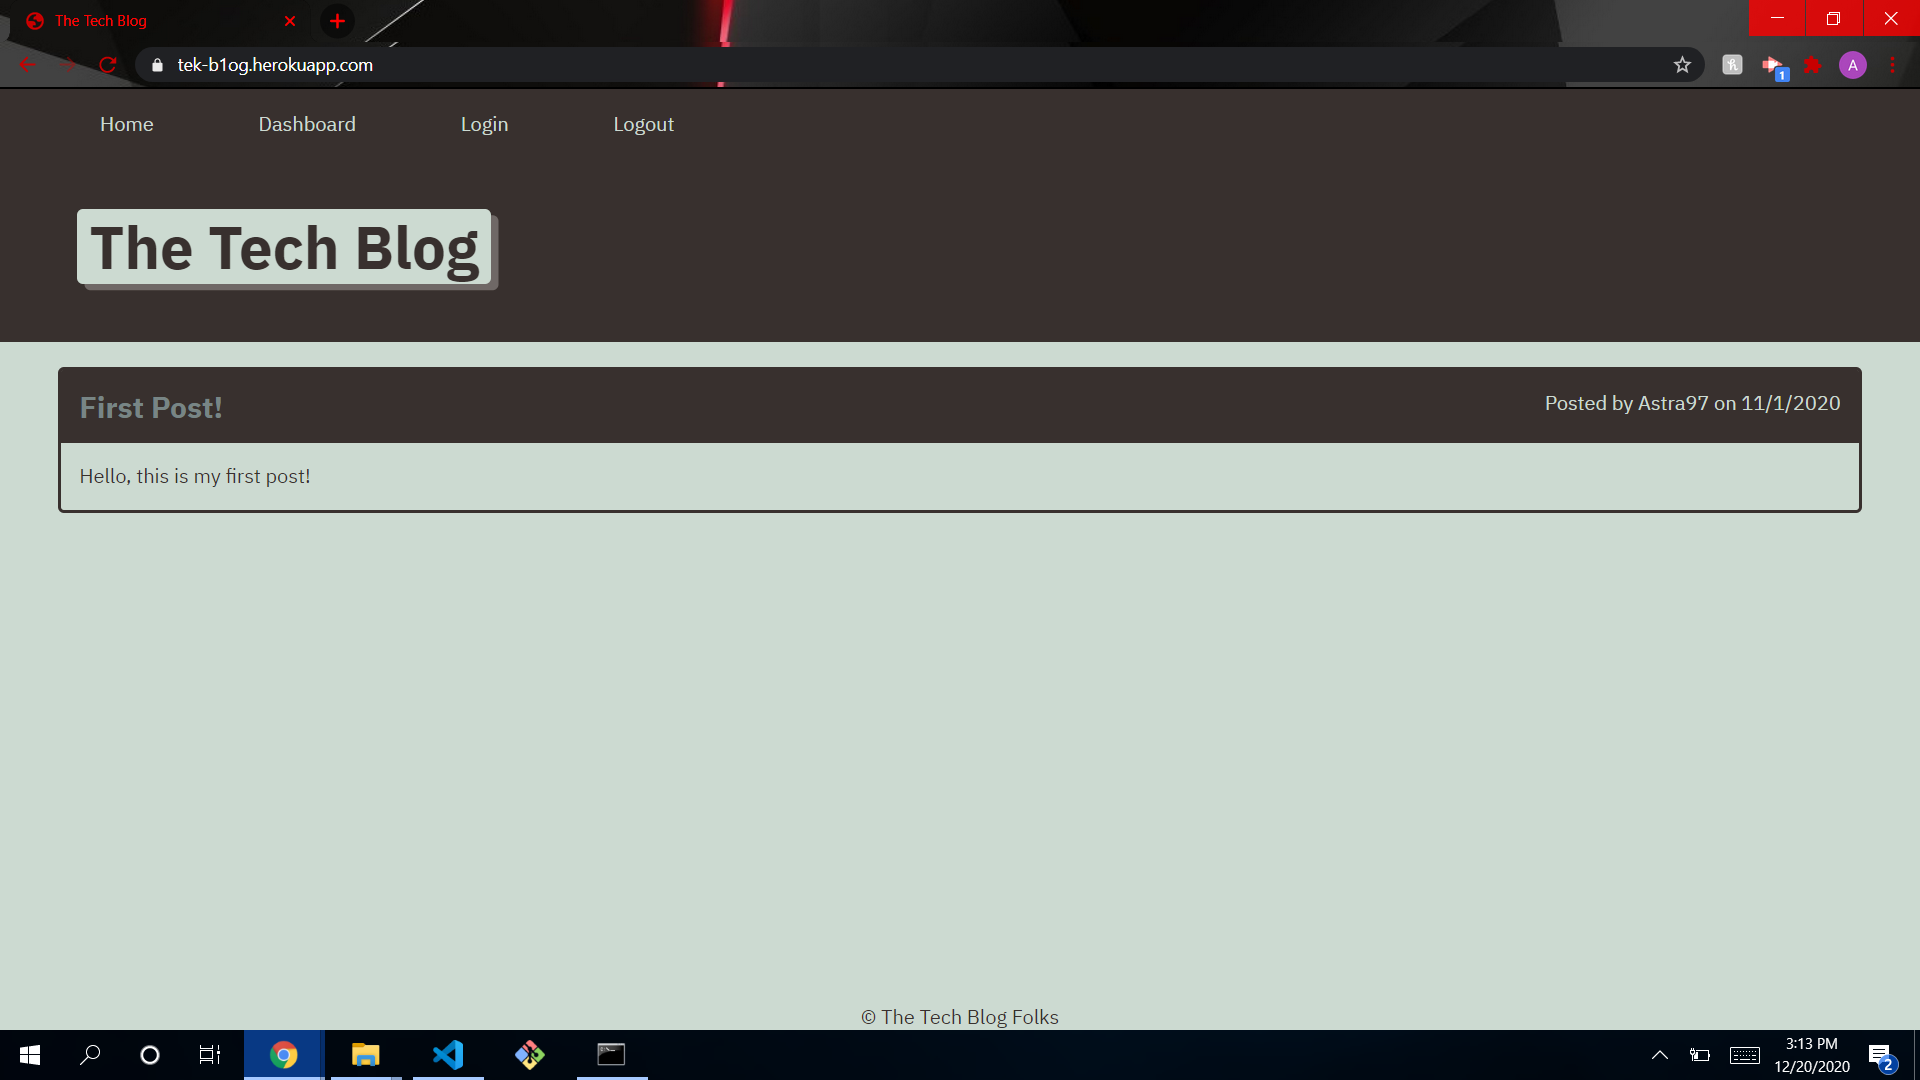 The Tech Blog
tek-b1og.herokuapp.com
A
1
Home Dashboard Login Logout
The Tech Blog
First Post!
Posted by Astra97 on 11/1/2020
Hello, this is my first post!
© The Tech Blog Folks
3:13 PM
12/20/2020
2